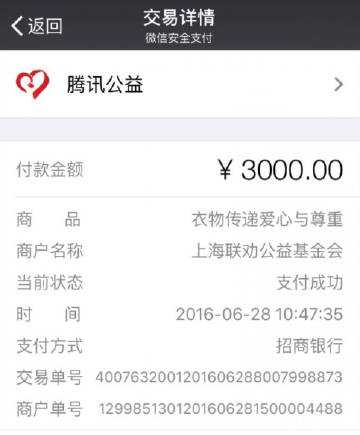 返回
交易详情
微信安全支付
腾讯公益
付款金额 ¥ 3000.00
商 品 衣物传递爱心与尊重
商户名称 上海联劝公益基金会
当前状态 支付成功
时 间 2016-06-28 10:47:35
支付方式 招商银行
交易单号 4007632001201606288007998873
商户单号 1299851301201606281500004488